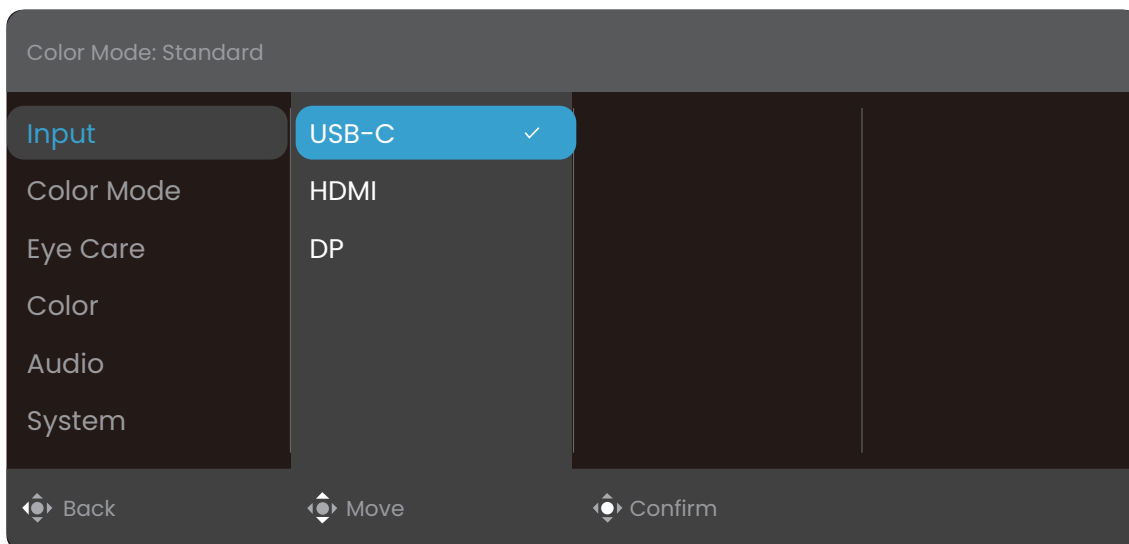 Color Mode: Standard
Input
USB-C
Color Mode
HDMI
Eye Care
DP
Color
Audio
System
Back
Move
Confirm